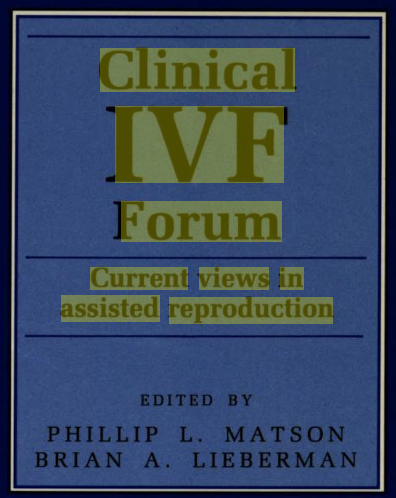 Clinical
IVF
Forum
Current views in
assisted reproduction
EDITED BY
PHILLIP L. MATSON
BRIAN A. LIEBERMAN